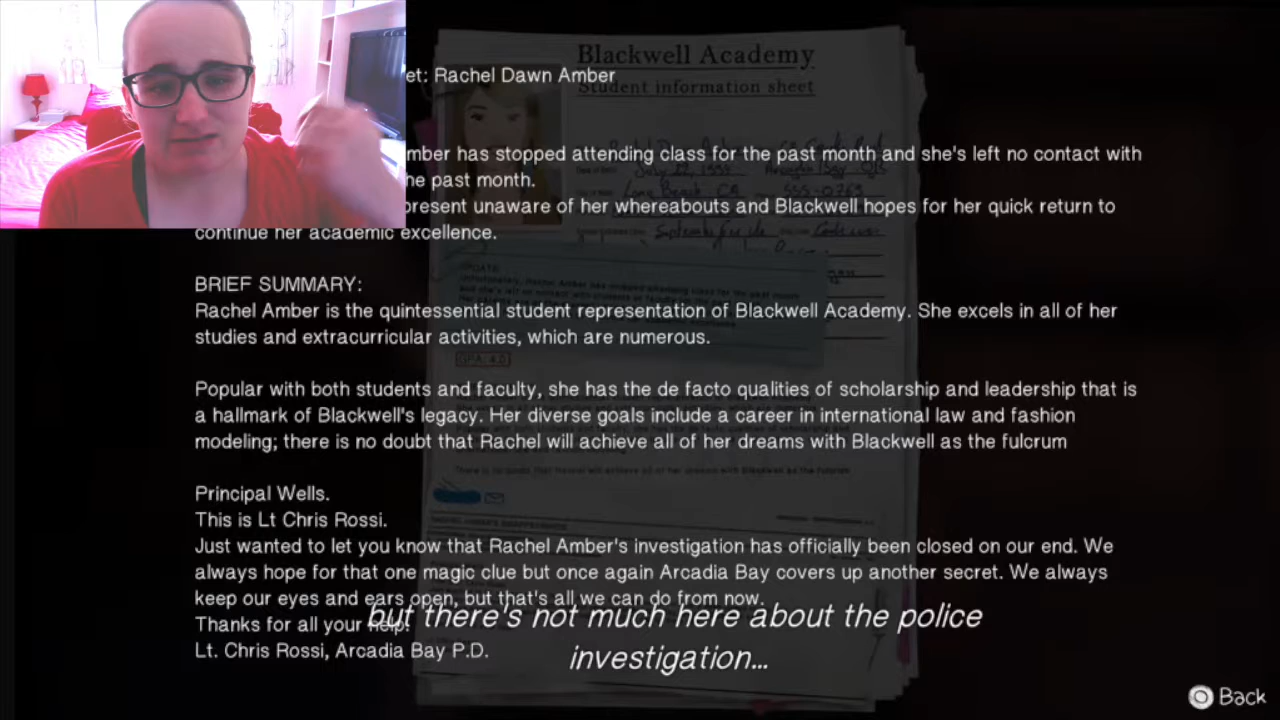 Blackwell Academy
Student information sheet
et: Rachel Dawn Amber
mber has stopped attending class for the past month and she's left no contact with
he past month.
present unaware of her whereabouts and Blackwell hopes for her quick return to
continue her academic excellence.
BRIEF SUMMARY:
Rachel Amber is the quintessential student representation of Blackwell Academy. She excels in all of her
studies and extracurricular activities, which are numerous.
GPA: 4.0
Popular with both students and faculty, she has the de facto qualities of scholarship and leadership that is
a hallmark of Blackwell's legacy. Her diverse goals include a career in international law and fashion
modeling; there is no doubt that Rachel will achieve all of her dreams with Blackwell as the fulcrum
Principal Wells.
This is Lt Chris Rossi.
Just wanted to let you know that Rachel Amber's investigation has officially been closed on our end. We
always hope for that one magic clue but once again Arcadia Bay covers up another secret. We always
keep our eyes and ears open, but that's all we can do from now.
Thanks for all your help.
Lt. Chris Rossi, Arcadia Bay P.D.
but there's not much here about the police
investigation...
Back